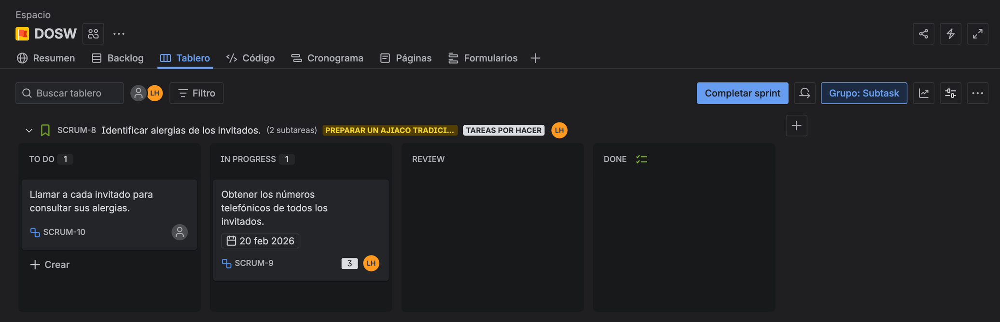 Espacio
DOSW
Resumen Backlog Tablero Código Cronograma Páginas Formularios
Buscar tablero LH Filtro Completar sprint Grupo: Subtask
SCRUM-8 Identificar alergias de los invitados. (2 subtareas) PREPARAR UN AJIACO TRADICI... TAREAS POR HACER LH
TO DO 1
Llamar a cada invitado para
consultar sus alergias.
SCRUM-10
Crear
IN PROGRESS 1
Obtener los números
telefónicos de todos los
invitados.
20 feb 2026
SCRUM-9 3 LH
REVIEW
DONE